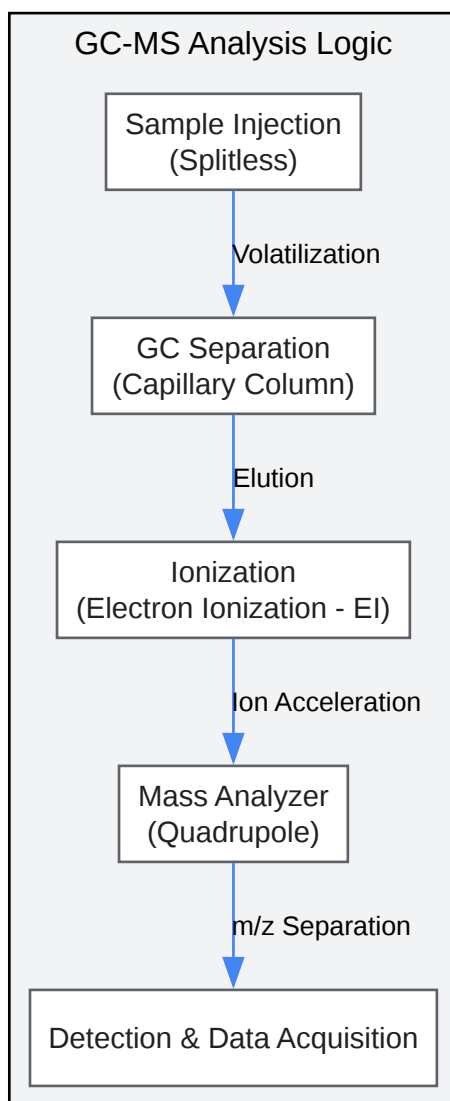 GC-MS Analysis Logic
Sample Injection
(Splitless)
Volatilization
GC Separation
(Capillary Column)
Elution
Ionization
(Electron Ionization - EI)
Ion Acceleration
Mass Analyzer
(Quadrupole)
m/z Separation
Detection & Data Acquisition